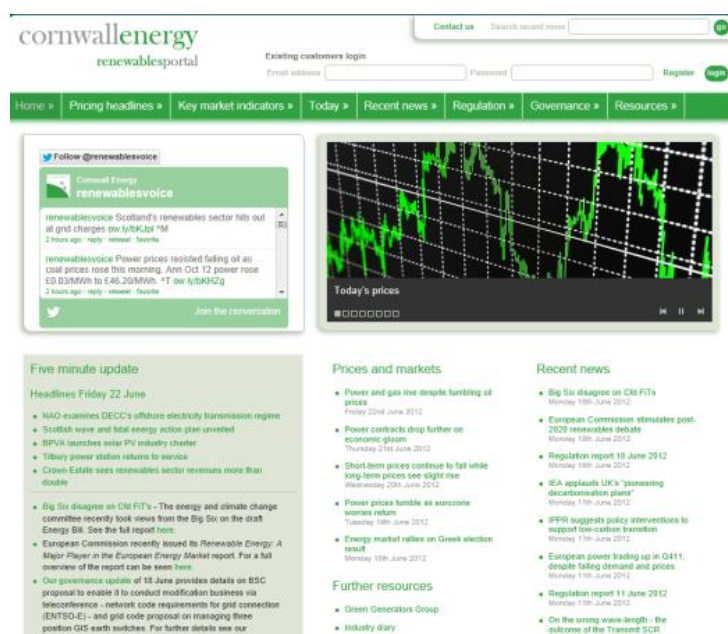 cornwallenergy
renewablesportal
Contact us Search recent news go
Existing customers login
Email address Password Register login
Home » Pricing headlines » Key market indicators » Today » Recent news » Regulation » Governance » Resources »
Follow @renewablesvoice
Cornwall Energy
renewablesvoice
renewablesvoice Scotland's renewables sector hits out
at grid charges ow.ly/bKJpI ^M
2 hours ago · reply · retweet · favorite
renewablesvoice Power prices resisted falling oil as
coal prices rose this morning. Ann Oct 12 power rose
£0.03/MWh to £46.20/MWh. ^T ow.ly/bKHZg
2 hours ago · reply · retweet · favorite
Join the conversation
Today's prices
Five minute update
Headlines Friday 22 June
NAO examines DECC's offshore electricity transmission regime
Scottish wave and tidal energy action plan unveiled
BPVA launches solar PV industry charter
Tilbury power station returns to service
Crown Estate sees renewables sector revenues more than
double
Big Six disagree on Cfd FiT's - The energy and climate change
committee recently took views from the Big Six on the draft
Energy Bill. See the full report here.
European Commission recently issued its Renewable Energy: A
Major Player in the European Energy Market report. For a full
overview of the report can be seen here.
Our governance update of 18 June provides details on BSC
proposal to enable it to conduct modification business via
teleconference - network code requirements for grid connection
(ENTSO-E) - and grid code proposal on managing three
position GIS earth switches. For further details see our
Prices and markets
Power and gas rise despite tumbling oil
prices
Friday 22nd June 2012
Power contracts drop further on
economic gloom
Thursday 21st June 2012
Short-term prices continue to fall while
long-term prices see slight rise
Wednesday 20th June 2012
Power prices tumble as eurozone
worries return
Tuesday 19th June 2012
Energy market rallies on Greek election
result
Monday 18th June 2012
Further resources
Green Generators Group
Industry diary
Recent news
Big Six disagree on Cfd FiTs
Monday 18th June 2012
European Commission stimulates post-
2020 renewables debate
Monday 18th June 2012
Regulation report 18 June 2012
Monday 18th June 2012
IEA applauds UK's "pioneering
decarbonisation plans"
Monday 11th June 2012
IPPR suggests policy interventions to
support low-carbon transition
Monday 11th June 2012
European power trading up in Q411,
despite falling demand and prices
Monday 11th June 2012
Regulation report 11 June 2012
Monday 11th June 2012
On the wrong wave-length - the
outcome of the Transmit SCR